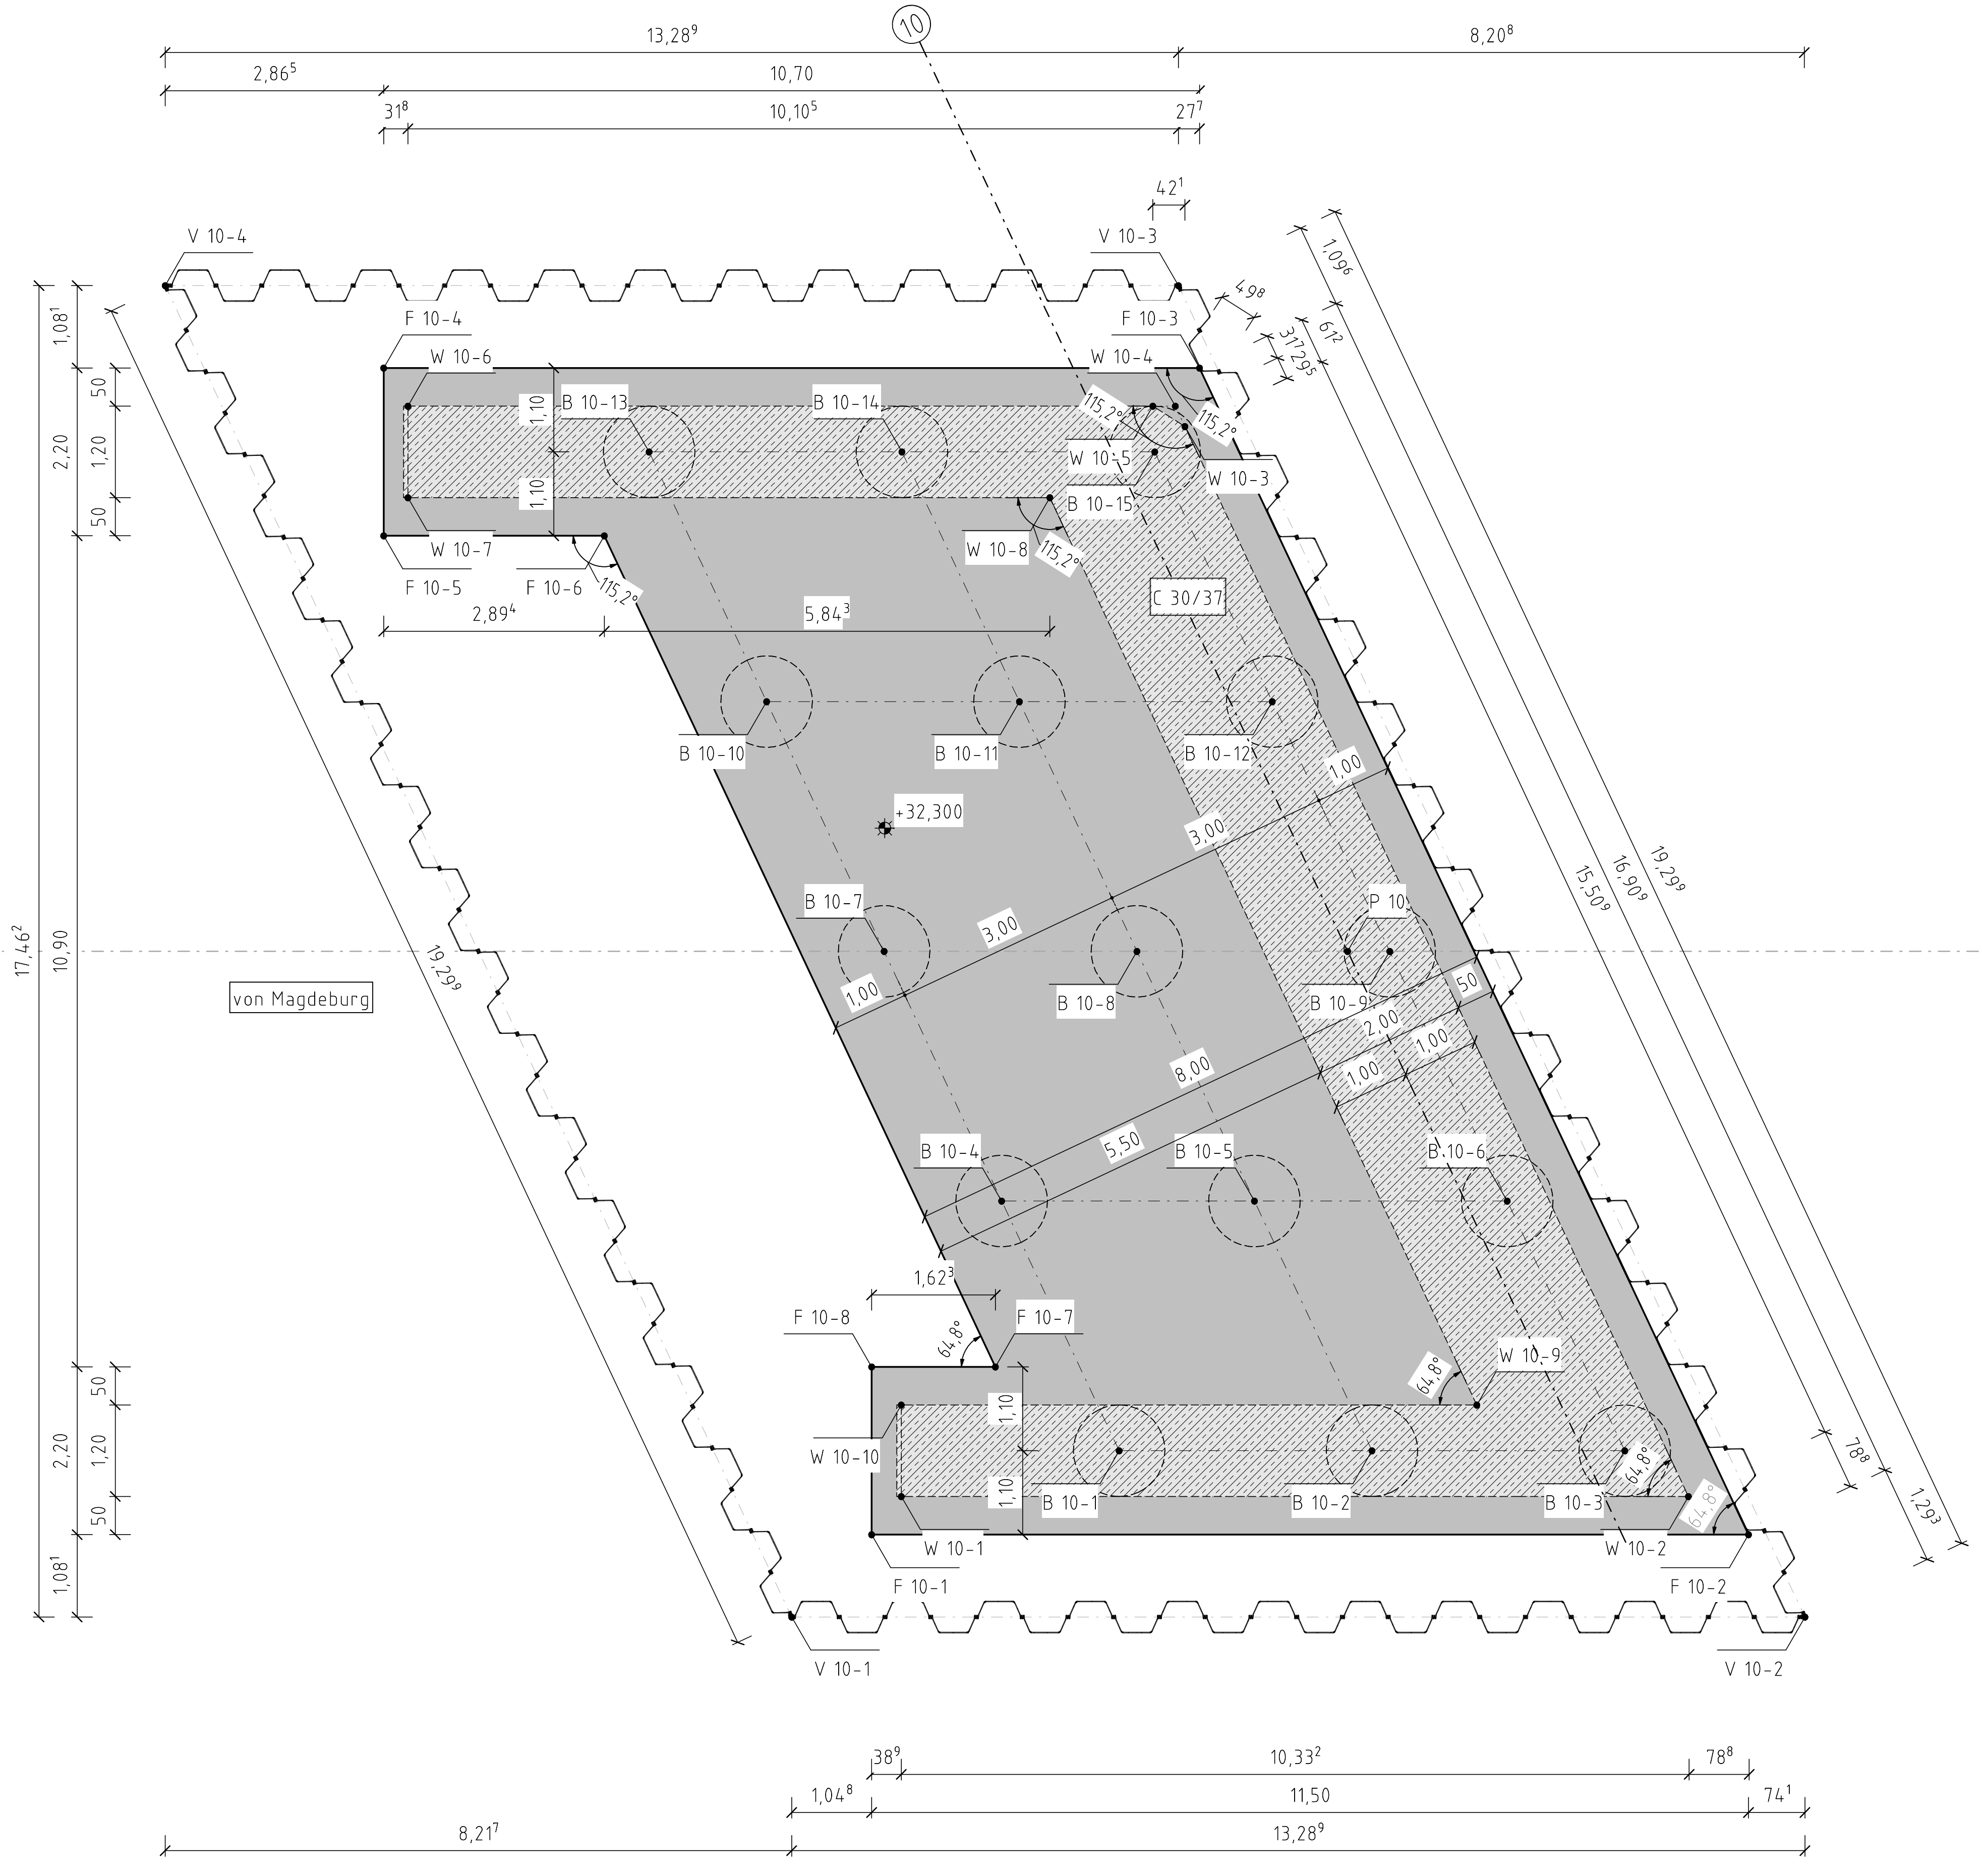 10
13,28⁹
8,20⁸
2,86⁵
10,70
31⁸
10,10⁵
27⁷
42¹
V 10-4
V 10-3
1,09⁶
49⁸
61²
31⁷
29⁵
1,08¹
F 10-4
F 10-3
W 10-6
W 10-4
50
1,10
B 10-13
B 10-14
115,2°
115,2°
2,20
1,20
W 10-5
W 10-3
1,10
B 10-15
50
W 10-7
W 10-8
115,2°
F 10-5
F 10-6
115,2°
C 30/37
2,89⁴
5,84³
B 10-10
B 10-11
B 10-12
1,00
+32,300
3,00
19,29⁹
16,90⁹
15,50⁹
B 10-7
P 10
3,00
17,46²
10,90
19,29⁹
von Magdeburg
1,00
B 10-8
B 10-9
50
2,00
1,00
8,00
1,00
5,50
B 10-4
B 10-5
B 10-6
1,62³
F 10-8
F 10-7
64,8°
W 10-9
64,8°
50
1,10
2,20
1,20
W 10-10
64,8°
78⁸
1,10
B 10-1
B 10-2
B 10-3
64,8°
50
1,29³
W 10-1
W 10-2
1,08¹
F 10-1
F 10-2
V 10-1
V 10-2
38⁹
10,33²
78⁸
1,04⁸
11,50
74¹
8,21⁷
13,28⁹